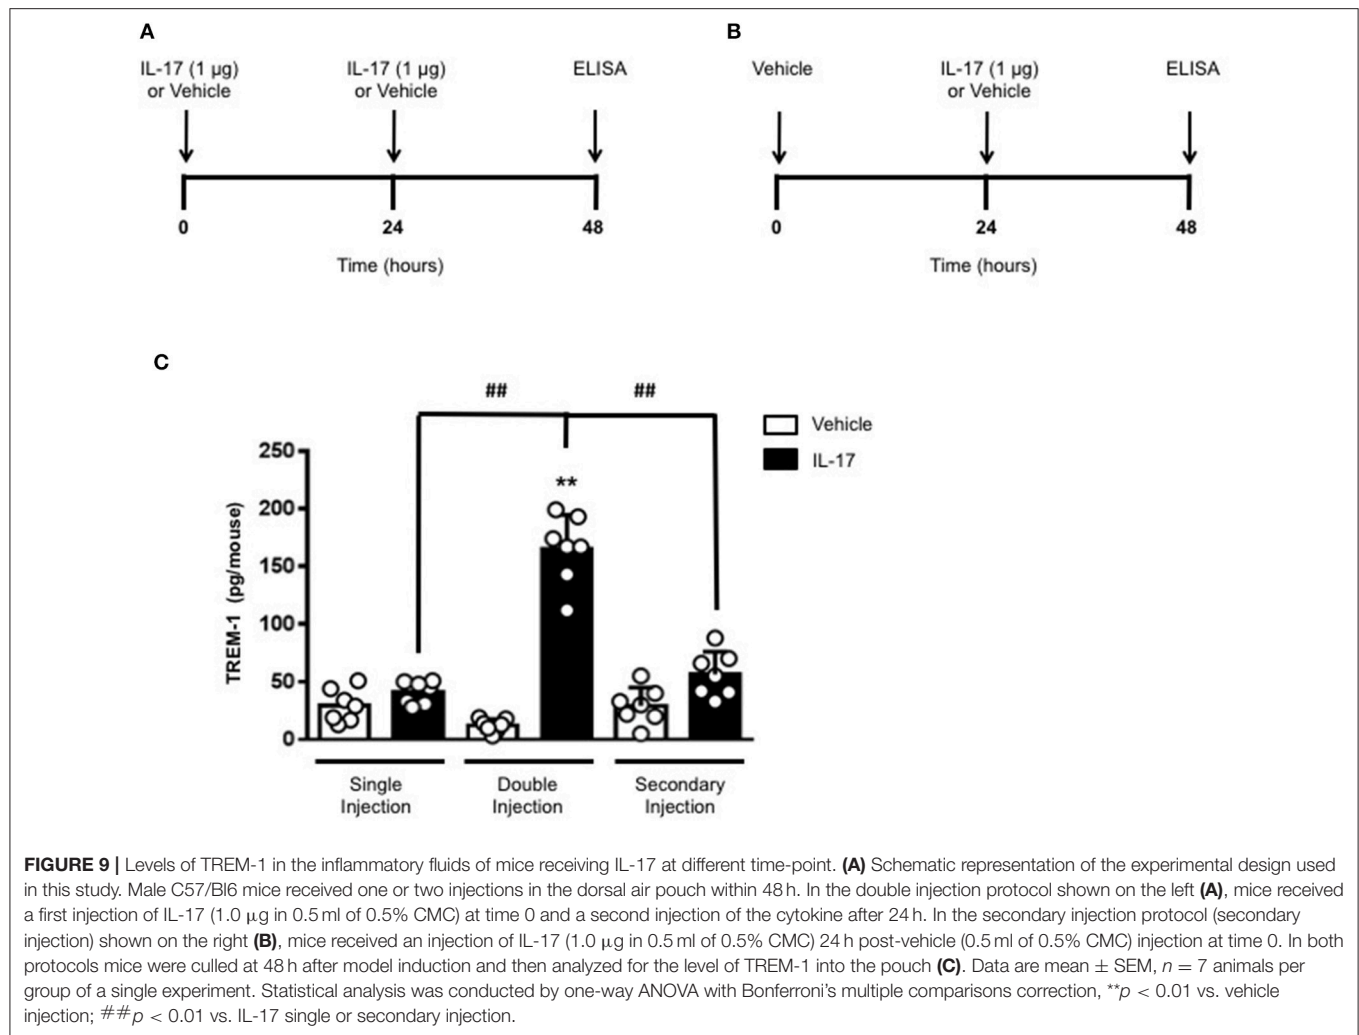 A
B
IL-17 (1 µg)
or Vehicle
IL-17 (1 µg)
or Vehicle
ELISA
Vehicle
IL-17 (1 µg)
or Vehicle
ELISA
0
24
48
0
24
48
Time (hours)
Time (hours)
C
##
##
Vehicle
IL-17
**
250
200
150
100
50
0
TREM-1 (pg/mouse)
Single
Injection
Double
Injection
Secondary
Injection
FIGURE 9 | Levels of TREM-1 in the inflammatory fluids of mice receiving IL-17 at different time-point. (A) Schematic representation of the experimental design used
in this study. Male C57/Bl6 mice received one or two injections in the dorsal air pouch within 48 h. In the double injection protocol shown on the left (A), mice received
a first injection of IL-17 (1.0 µg in 0.5 ml of 0.5% CMC) at time 0 and a second injection of the cytokine after 24 h. In the secondary injection protocol (secondary
injection) shown on the right (B), mice received an injection of IL-17 (1.0 µg in 0.5 ml of 0.5% CMC) 24 h post-vehicle (0.5 ml of 0.5% CMC) injection at time 0. In both
protocols mice were culled at 48 h after model induction and then analyzed for the level of TREM-1 into the pouch (C). Data are mean ± SEM, n = 7 animals per
group of a single experiment. Statistical analysis was conducted by one-way ANOVA with Bonferroni's multiple comparisons correction, **p < 0.01 vs. vehicle
injection; ##p < 0.01 vs. IL-17 single or secondary injection.